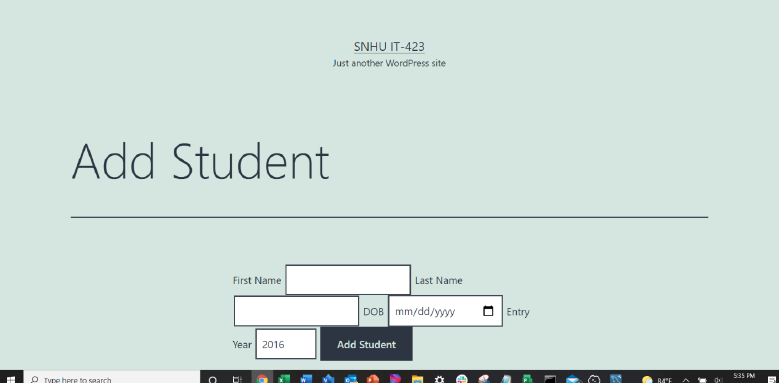 SNHU IT-423
Just another WordPress site
Add Student
First Name Last Name
DOB mm/dd/yyyy Entry
Year 2016 Add Student
Type here to search 84°F 5:35 PM